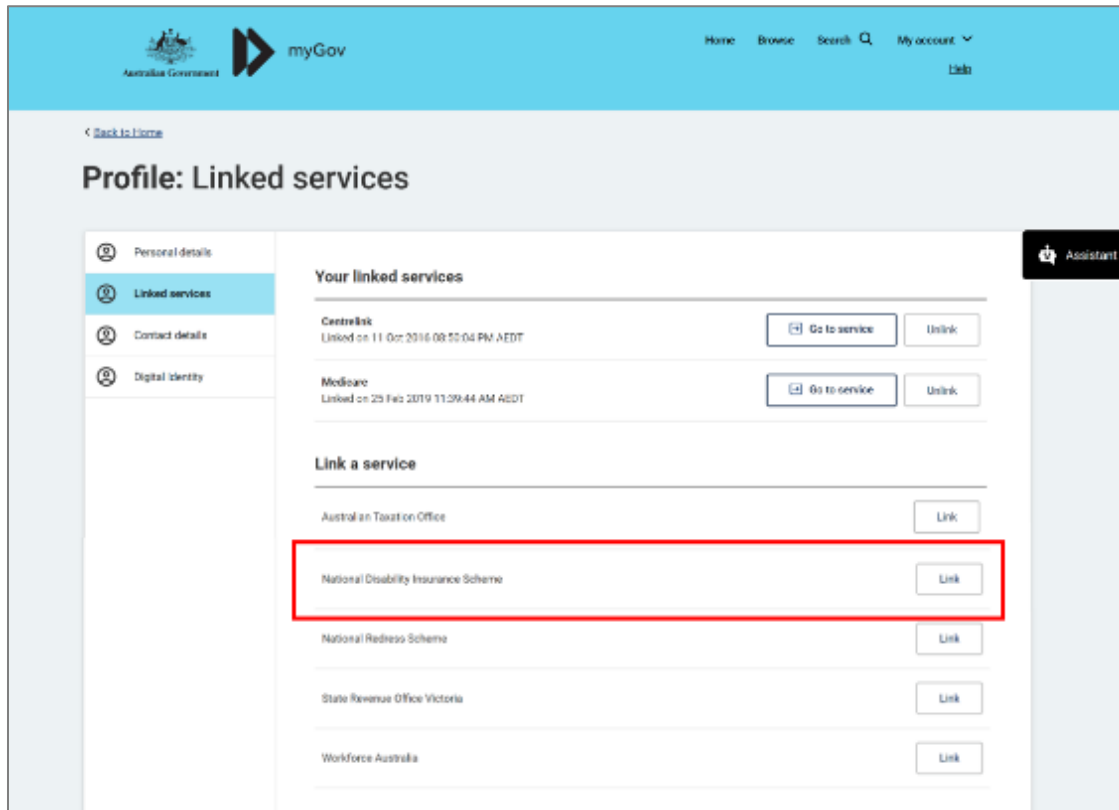 Australian Government
myGov
Home Browse Search My account
Help
Back to Home
Profile: Linked services
Personal details
Linked services
Contact details
Digital identity
Assistant
Your linked services
Centrelink
Linked on 11 Oct 2016 08:50:04 PM AEDT
Go to service Unlink
Medicare
Linked on 25 Feb 2019 11:39:44 AM AEDT
Go to service Unlink
Link a service
Australian Taxation Office Link
National Disability Insurance Scheme Link
National Redress Scheme Link
State Revenue Office Victoria Link
Workforce Australia Link